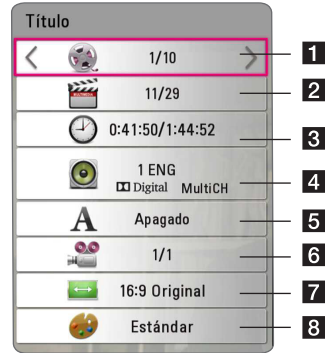 Título
1/10 1
11/29 2
0:41:50/1:44:52 3
1 ENG
Digital MultiCH 4
A Apagado 5
1/1 6
16:9 Original 7
Estándar 8